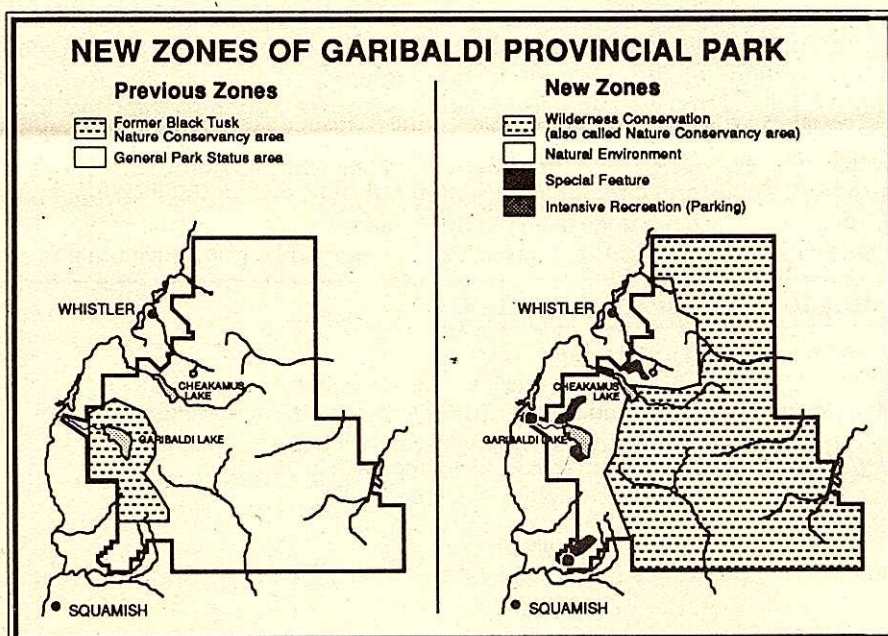 NEW ZONES OF GARIBALDI PROVINCIAL PARK
Previous Zones
Former Black Tusk
Nature Conservancy area
General Park Status area
WHISTLER
CHEAKAMUS
LAKE
GARIBALDI LAKE
SQUAMISH
New Zones
Wilderness Conservation
(also called Nature Conservancy area)
Natural Environment
Special Feature
Intensive Recreation (Parking)
WHISTLER
CHEAKAMUS
LAKE
GARIBALDI LAKE
SQUAMISH